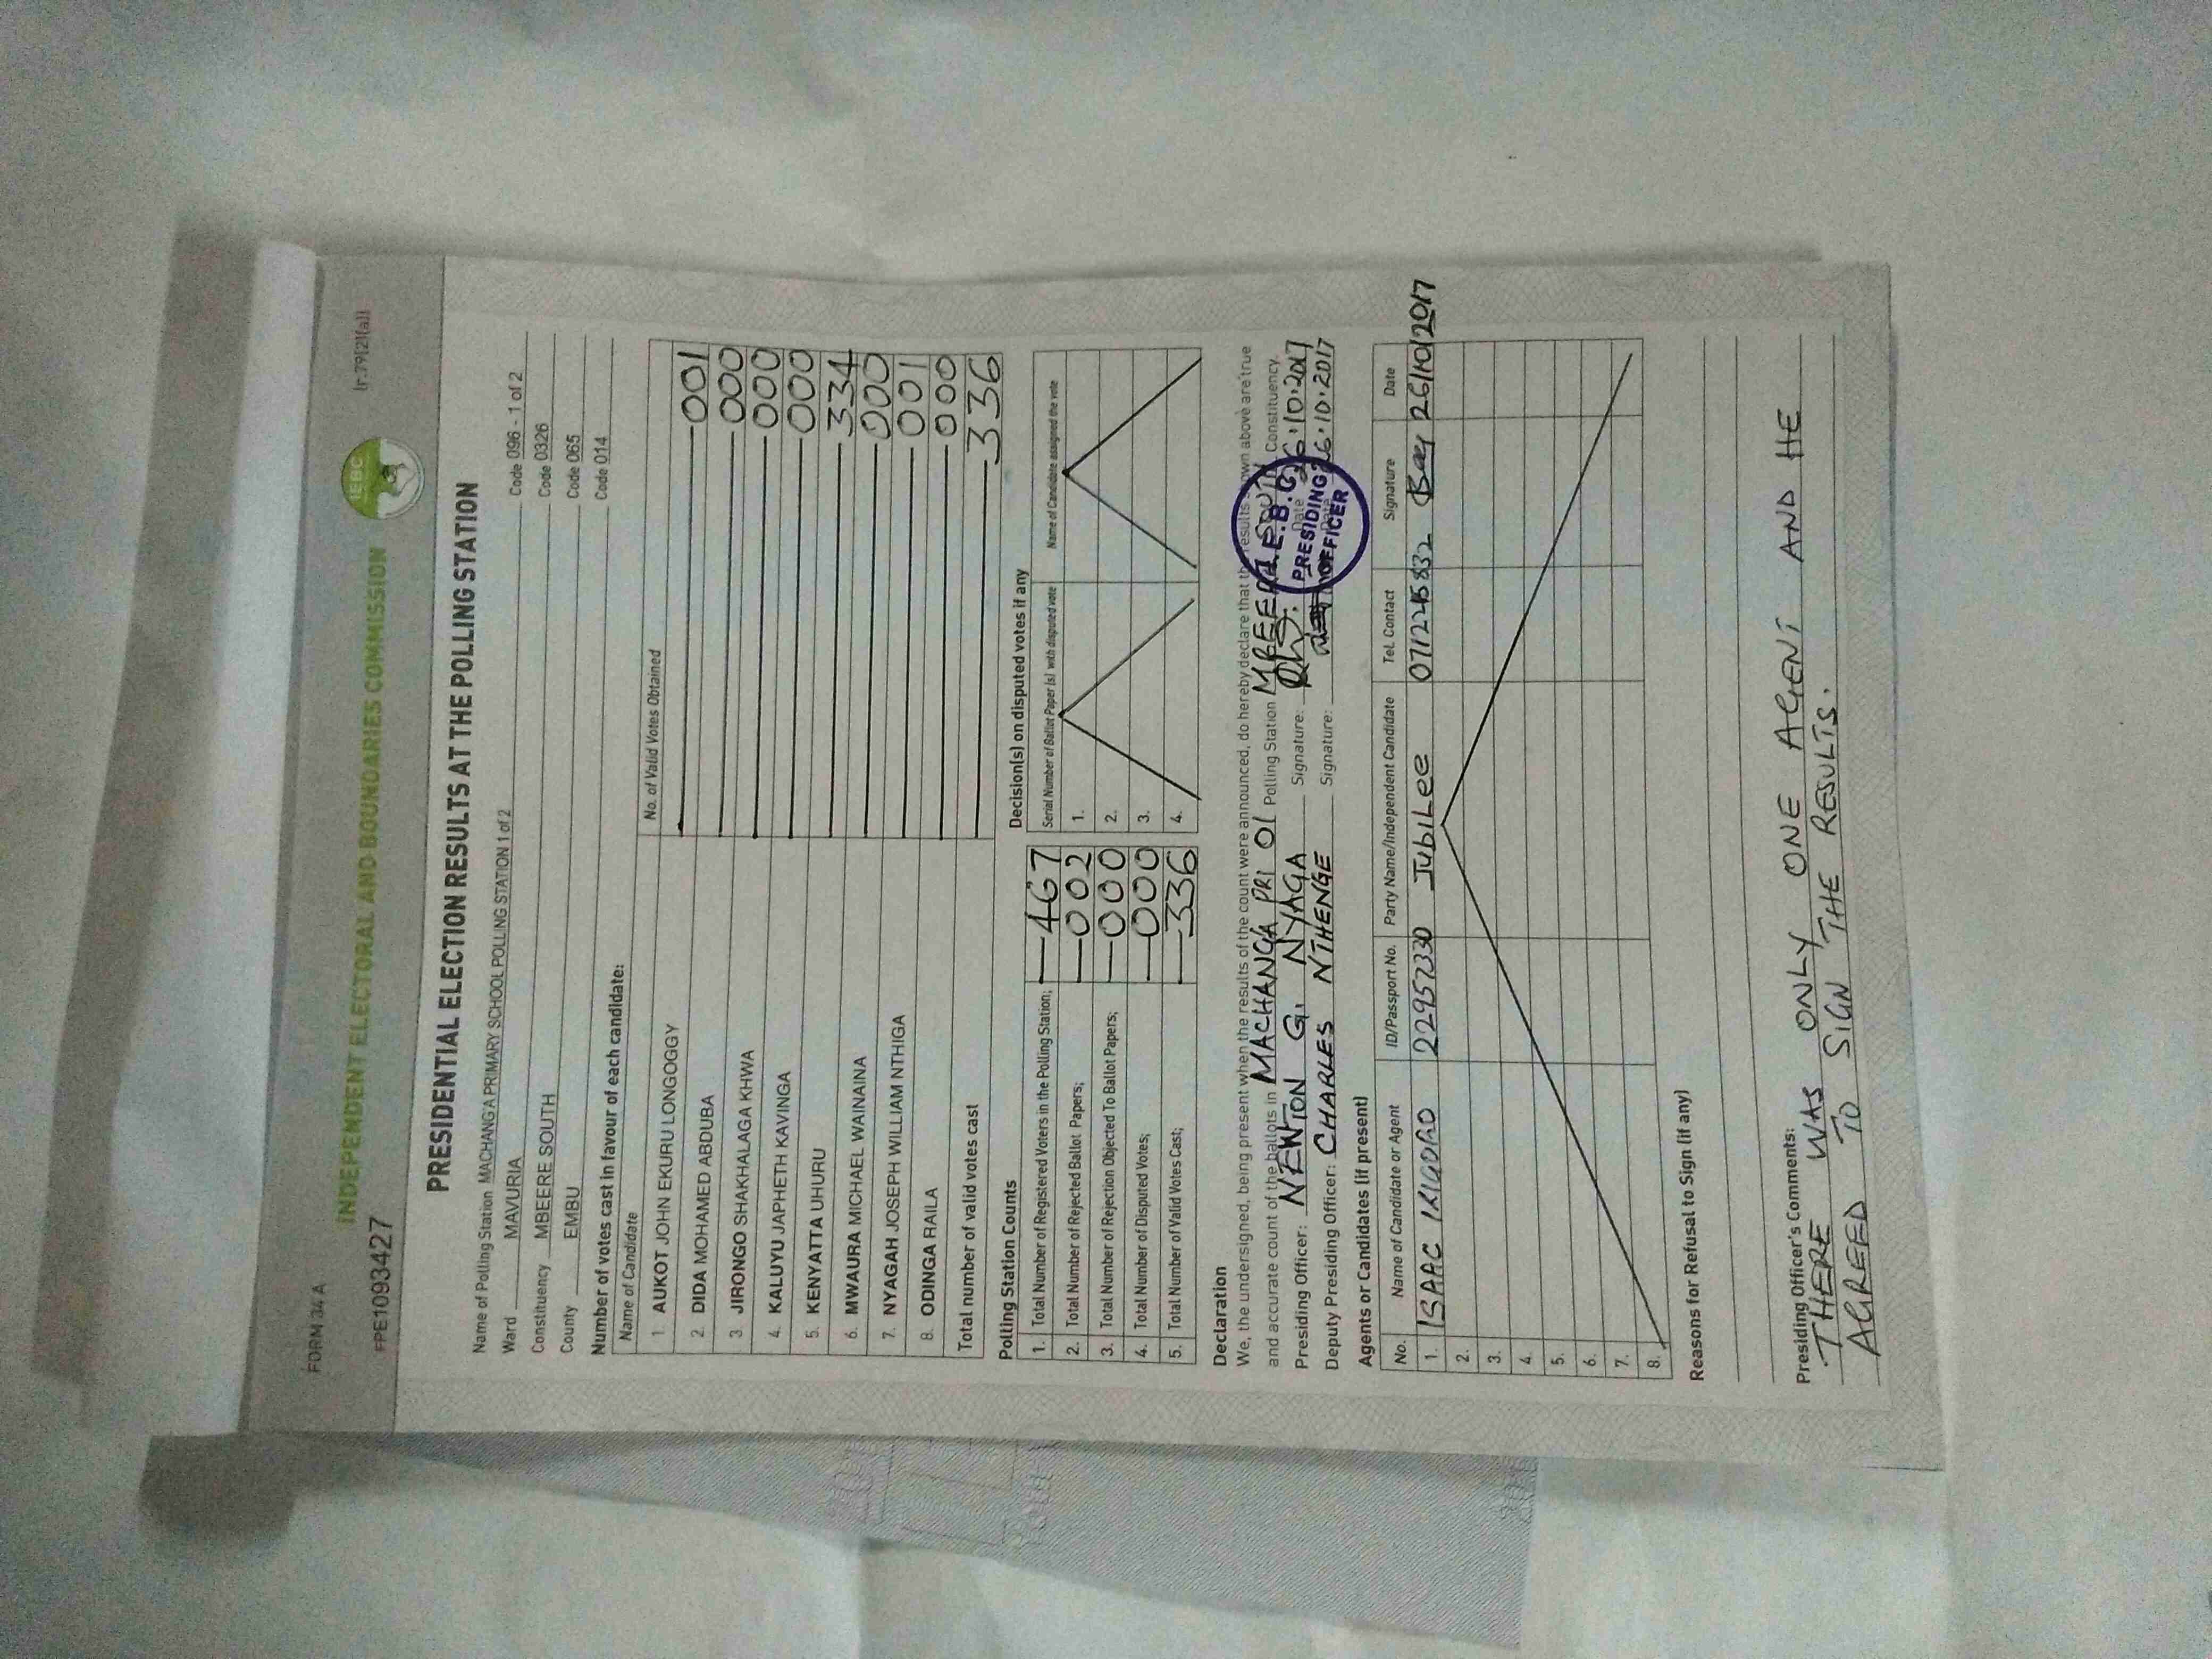 FORM 34 A
(r.79(2)(a))
INDEPENDENT ELECTORAL AND BOUNDARIES COMMISSION
IEBC
FPE1093427
PRESIDENTIAL ELECTION RESULTS AT THE POLLING STATION
Name of Polling Station MACHANG'A PRIMARY SCHOOL POLLING STATION 1 of 2 Code 096 - 1 of 2
Ward MAVURIA Code 0326
Constituency MBEERE SOUTH Code 065
County EMBU Code 014
Number of votes cast in favour of each candidate:
Name of Candidate No. of Valid Votes Obtained
1. AUKOT JOHN EKURU LONGOGGY 001
2. DIDA MOHAMED ABDUBA 000
3. JIRONGO SHAKHALAGA KHWA 000
4. KALUYU JAPHETH KAVINGA 000
5. KENYATTA UHURU 334
6. MWAURA MICHAEL WAINAINA 000
7. NYAGAH JOSEPH WILLIAM NTHIGA 001
8. ODINGA RAILA 000
Total number of valid votes cast 336
Polling Station Counts
1. Total Number of Registered Voters in the Polling Station; 467
2. Total Number of Rejected Ballot Papers; 002
3. Total Number of Rejection Objected To Ballot Papers; 000
4. Total Number of Disputed Votes; 000
5. Total Number of Valid Votes Cast; 336
Decision(s) on disputed votes if any
Serial Number of Ballot Paper (s) with disputed vote Name of Candidate assigned the vote
1.
2.
3.
4.
Declaration
We, the undersigned, being present when the results of the count were announced, do hereby declare that the results shown above are true
and accurate count of the ballots in MACHANGA PRI 01 Polling Station MBEERE SOUTH Constituency.
Presiding Officer: NEWTON G. NYAGA Signature: Date 26.10.2017
Deputy Presiding Officer: CHARLES NTHENGE Signature: Date 26.10.2017
I.E.B.C
PRESIDING
OFFICER
Agents or Candidates (if present)
No. Name of Candidate or Agent ID/Passport No. Party Name/Independent Candidate Tel. Contact Signature Date
1. ISAAC 22957330 JUBILEE 26/10/2017
2.
3.
4.
5.
6.
7.
8.
Reasons for Refusal to Sign (if any)
Presiding Officer's Comments:
THERE WAS ONLY ONE AGENT AND HE
AGREED TO SIGN THE RESULTS.